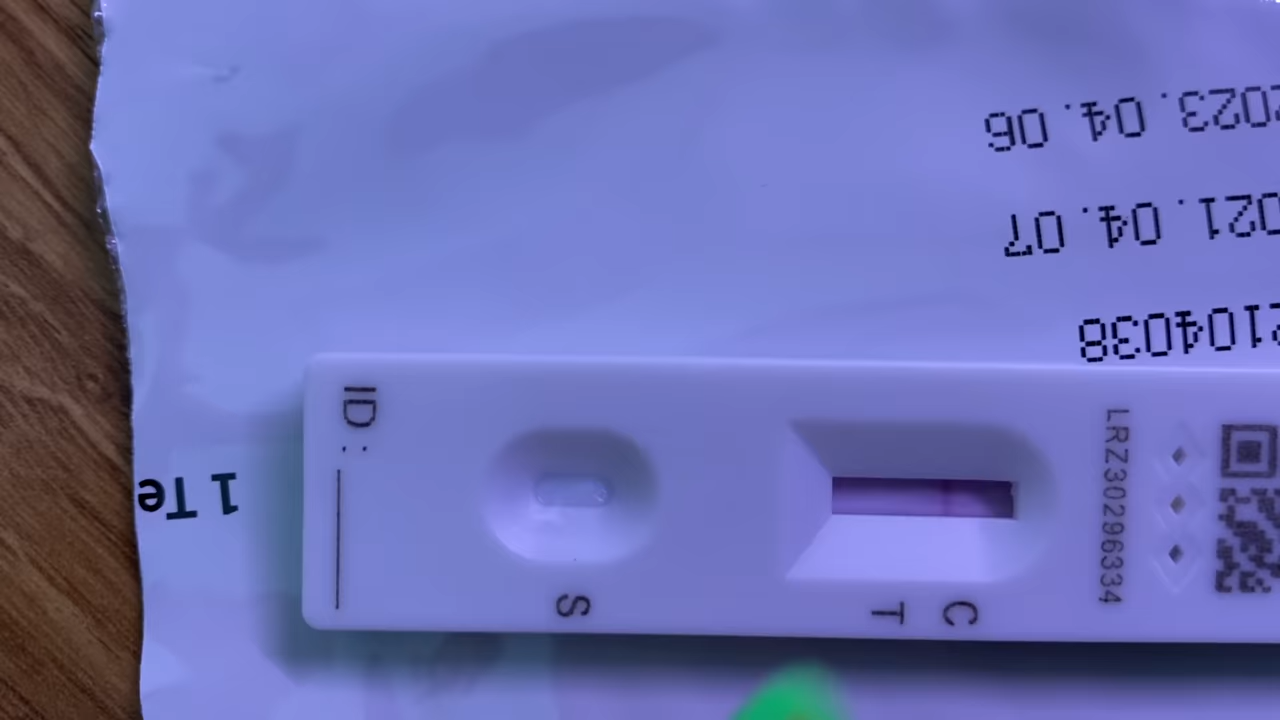 2023. 04. 06
021. 04. 07
2104038
1 Te
ID :
S
T
C
LRZ30296334